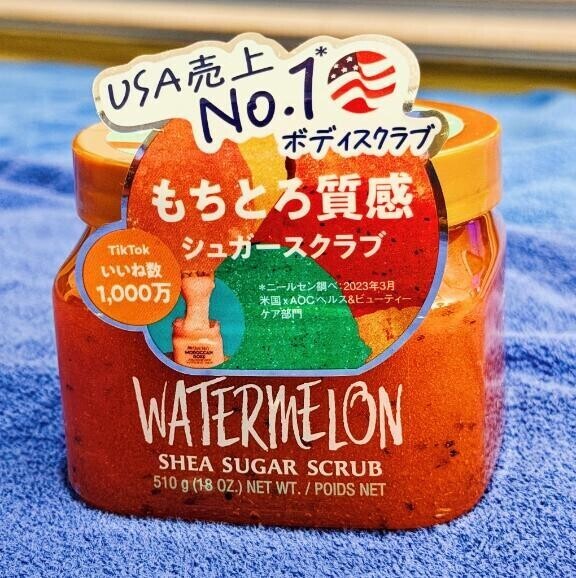 USA売上
No.1*
ボディスクラブ
もちとろ質感
シュガースクラブ
TikTok
いいね数
1,000万
*ニールセン調べ:2023年3月
米国xAOCヘルス&ビューティー
ケア部門
MOROCCAN
ROSE
WATERMELON
SHEA SUGAR SCRUB
510 g (18 OZ.) NET WT. / POIDS NET